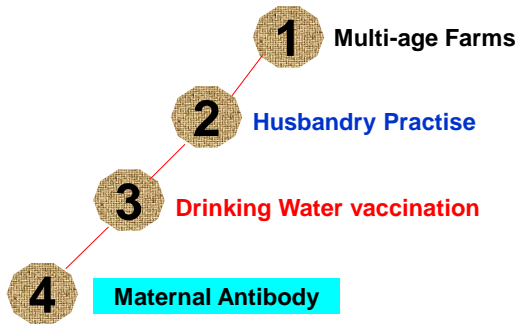 1 Multi-age Farms
2 Husbandry Practise
3 Drinking Water vaccination
4 Maternal Antibody